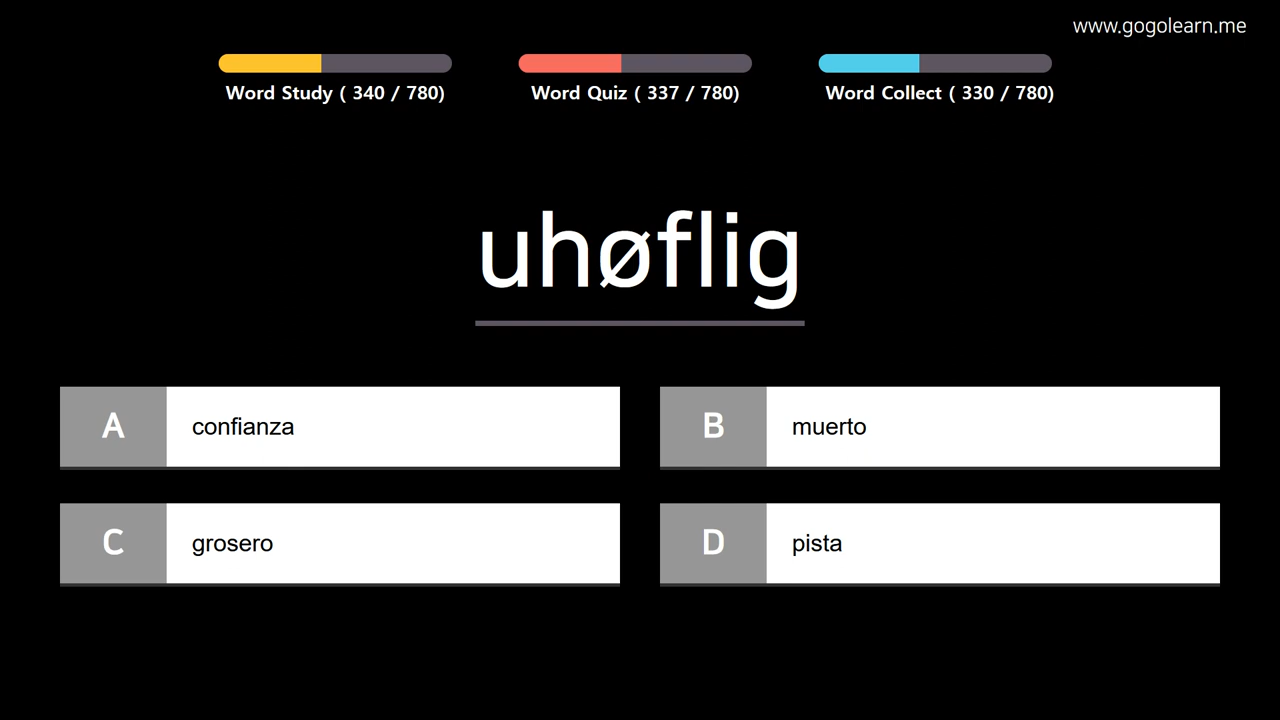 www.gogolearn.me
Word Study ( 340 / 780)
Word Quiz ( 337 / 780)
Word Collect ( 330 / 780)
uhøflig
A confianza
B muerto
C grosero
D pista